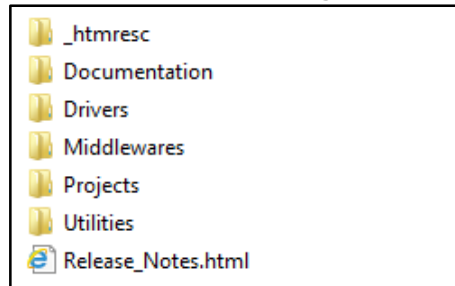 _htmresc
Documentation
Drivers
Middlewares
Projects
Utilities
Release_Notes.html